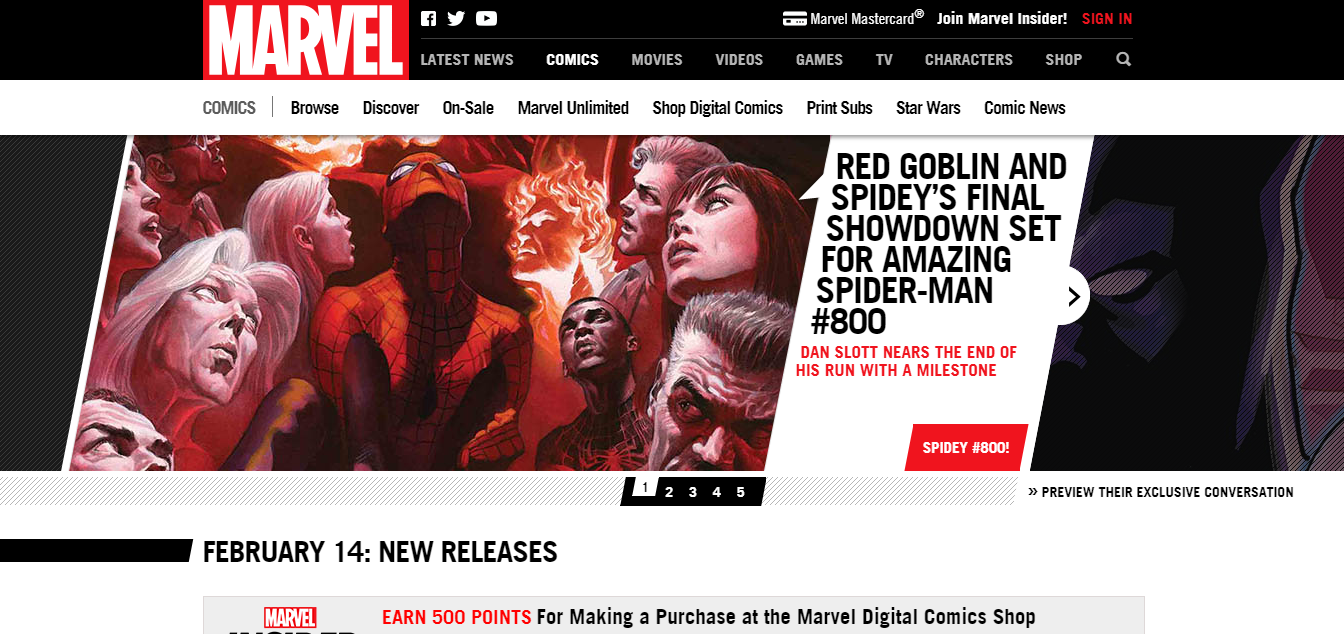 MARVEL
Marvel Mastercard® Join Marvel Insider! SIGN IN
LATEST NEWS COMICS MOVIES VIDEOS GAMES TV CHARACTERS SHOP
COMICS Browse Discover On-Sale Marvel Unlimited Shop Digital Comics Print Subs Star Wars Comic News
RED GOBLIN AND
SPIDEY'S FINAL
SHOWDOWN SET
FOR AMAZING
SPIDER-MAN
#800
DAN SLOTT NEARS THE END OF
HIS RUN WITH A MILESTONE
SPIDEY #800!
1 2 3 4 5
» PREVIEW THEIR EXCLUSIVE CONVERSATION
FEBRUARY 14: NEW RELEASES
MARVEL
INSIDER
EARN 500 POINTS For Making a Purchase at the Marvel Digital Comics Shop